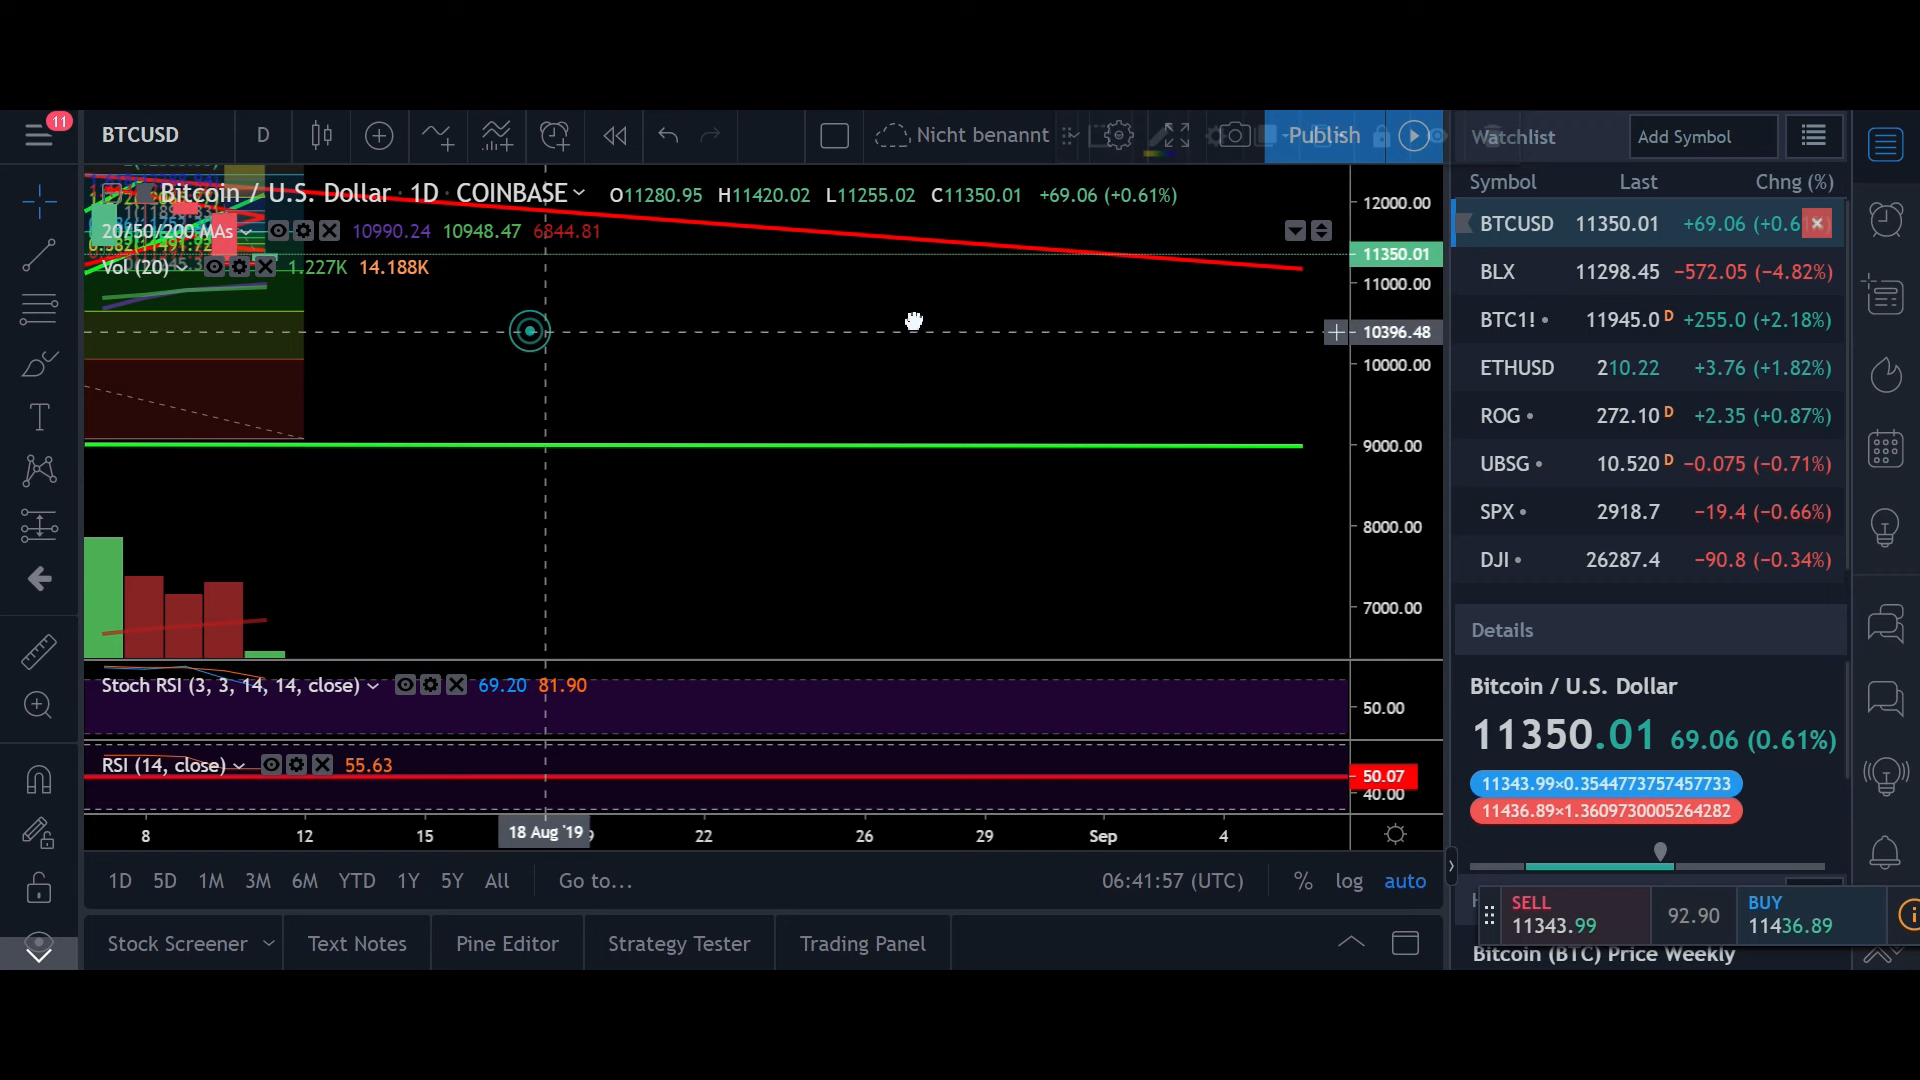 11
BTCUSD D Nicht benannt Publish Watchlist Add Symbol
Symbol Last Chng (%)
Bitcoin / U.S. Dollar · 1D COINBASE O11280.95 H11420.02 L11255.02 C11350.01 +69.06 (+0.61%)
20/50/200 MAs 10990.24 10948.47 6844.81
Vol (20) 1.227K 14.188K
12000.00
11350.01
11000.00
10396.48
10000.00
9000.00
8000.00
7000.00
BTCUSD 11350.01 +69.06 (+0.6
BLX 11298.45 −572.05 (−4.82%)
BTC1! • 11945.0 D +255.0 (+2.18%)
ETHUSD 210.22 +3.76 (+1.82%)
ROG • 272.10 D +2.35 (+0.87%)
UBSG • 10.520 D −0.075 (−0.71%)
SPX • 2918.7 −19.4 (−0.66%)
DJI • 26287.4 −90.8 (−0.34%)
Details
Bitcoin / U.S. Dollar
11350.01 69.06 (0.61%)
11343.99×0.3544773757457733
11436.89×1.3609730005264282
Stoch RSI (3, 3, 14, 14, close) 69.20 81.90
50.00
RSI (14, close) 55.63
50.07
40.00
8 12 15 18 Aug '19 22 26 29 Sep 4
1D 5D 1M 3M 6M YTD 1Y 5Y All Go to... 06:41:57 (UTC) % log auto
SELL
11343.99
92.90
BUY
11436.89
Stock Screener Text Notes Pine Editor Strategy Tester Trading Panel
Bitcoin (BTC) Price Weekly